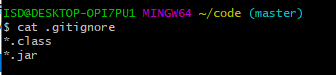 ISD@DESKTOP-OPI7PU1 MINGW64 ~/code (master)
$ cat .gitignore
*.class
*.jar